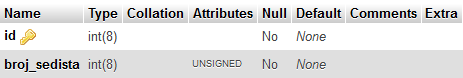 Name Type Collation Attributes Null Default Comments Extra
id int(8) No None
broj_sedista int(8) UNSIGNED No None